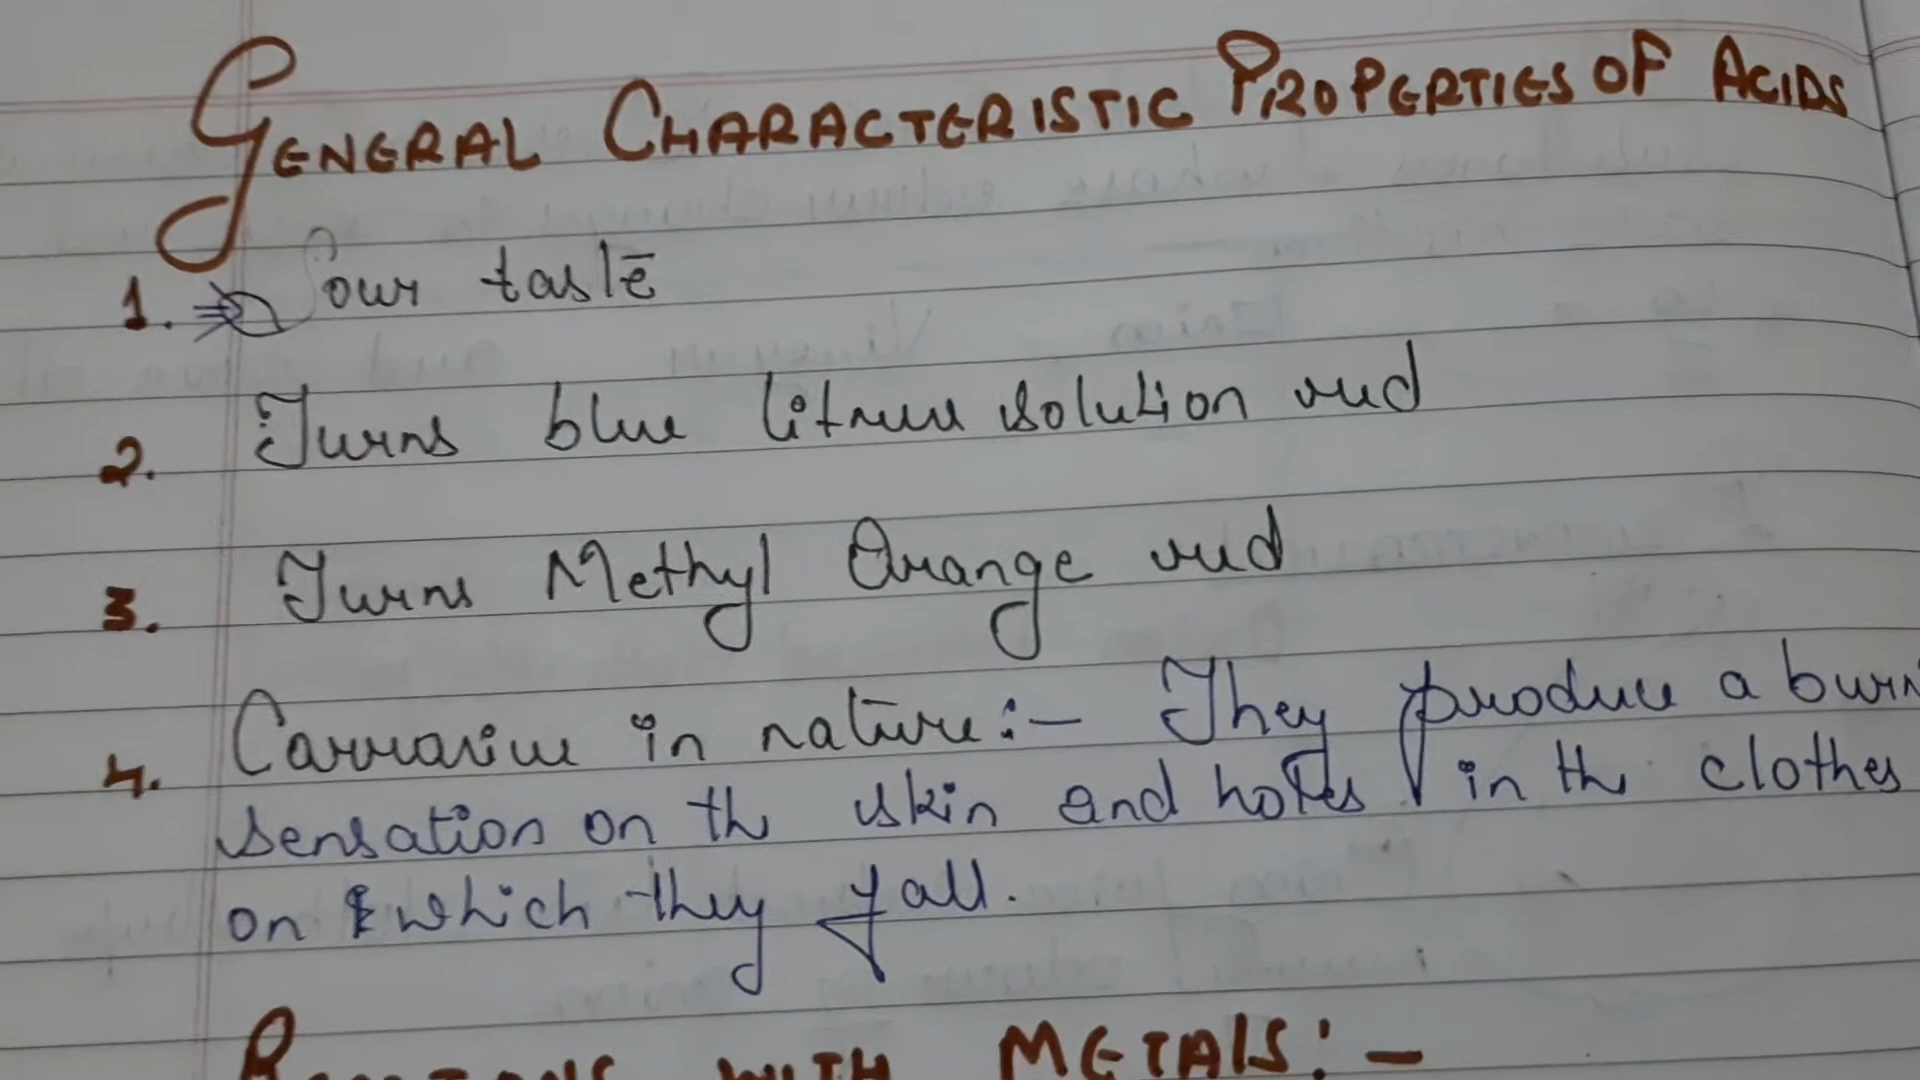 GENERAL CHARACTERISTIC PROPERTIES OF ACIDS
1. Sour taste
2. Turns blue litmus solution red
3. Turns Methyl Orange red
4. Corrosive in nature:- They produce a burn
sensation on the skin and holes in the clothes
on which they fall.
WITH METALS:-